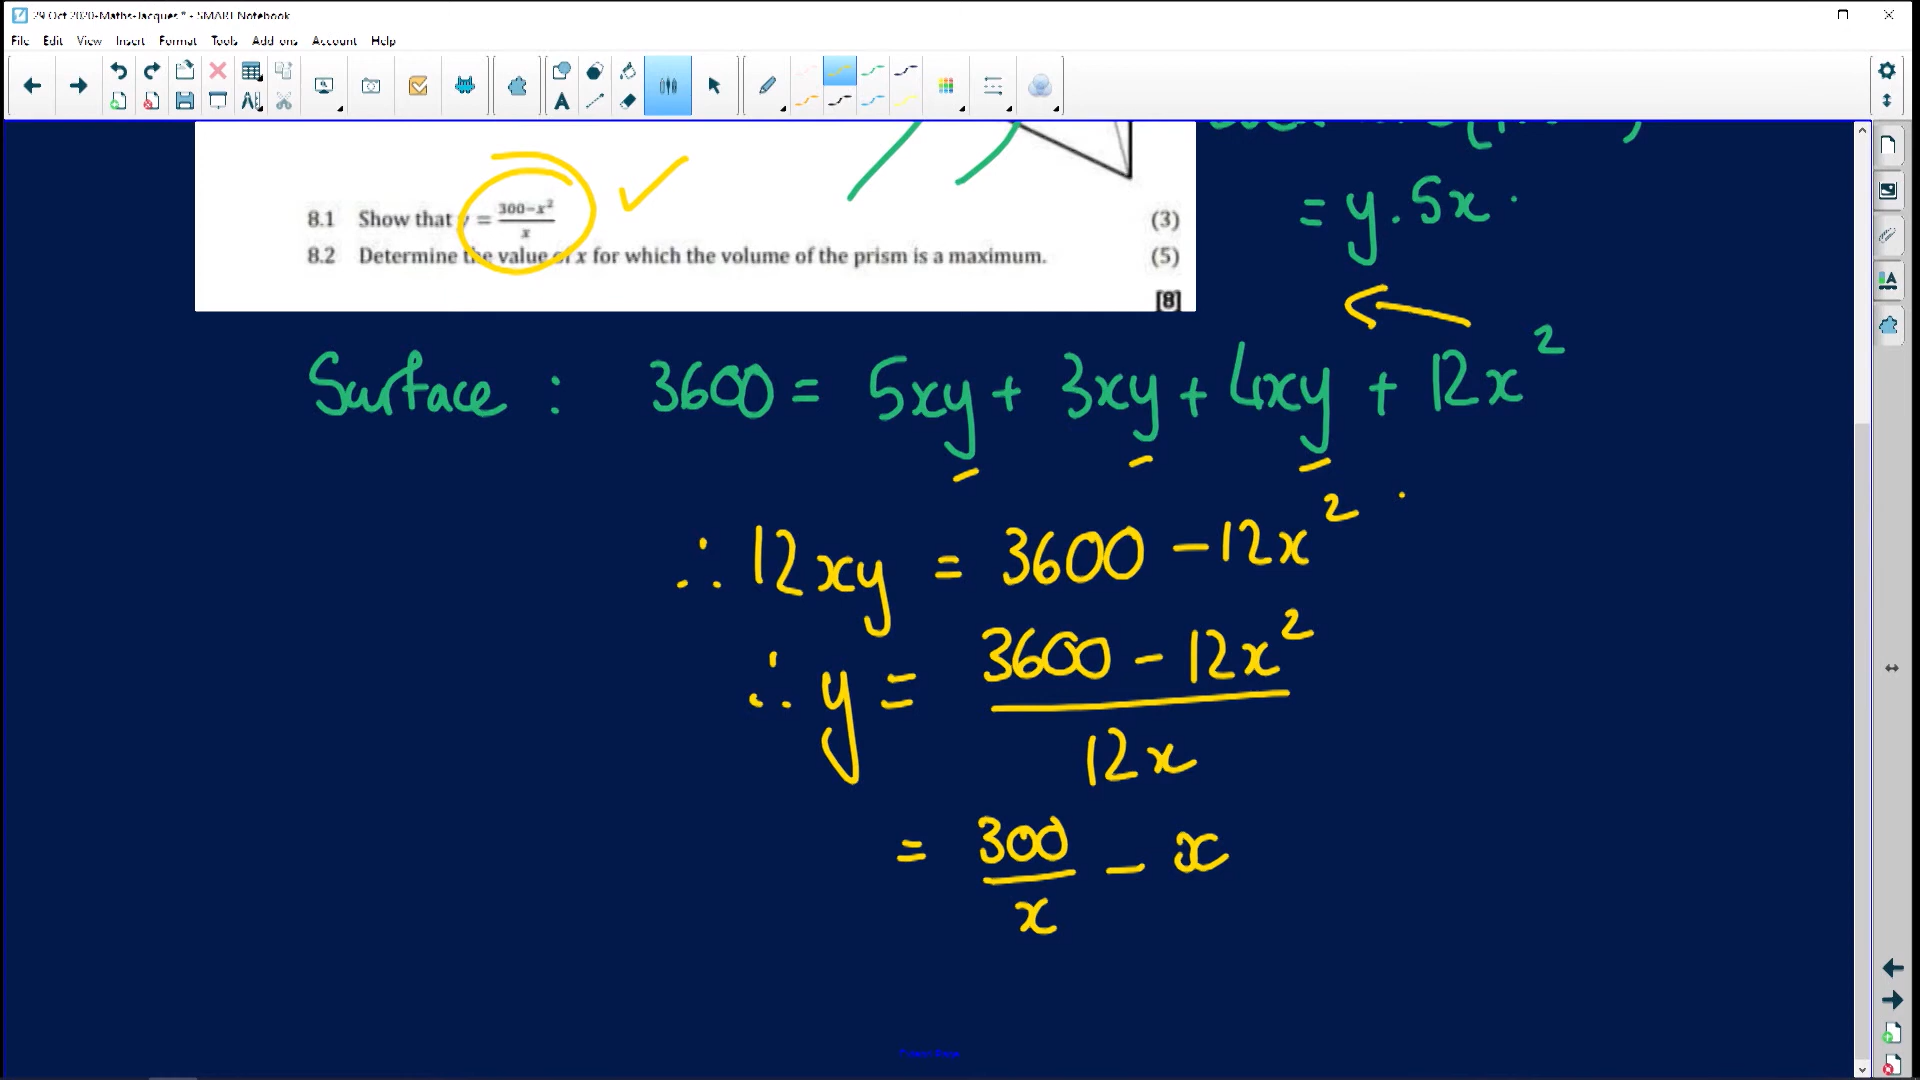 29 Oct 2020-Maths-Jacques * - SMART Notebook
File Edit View Insert Format Tools Add-ons Account Help
= y.5x
8.1 Show that y = 300−x² / x (3)
8.2 Determine the value of x for which the volume of the prism is a maximum. (5)
[8]
Surface : 3600 = 5xy + 3xy + 4xy + 12x²
∴ 12xy = 3600 − 12x²
∴ y = 3600 − 12x² / 12x
= 300 / x − x